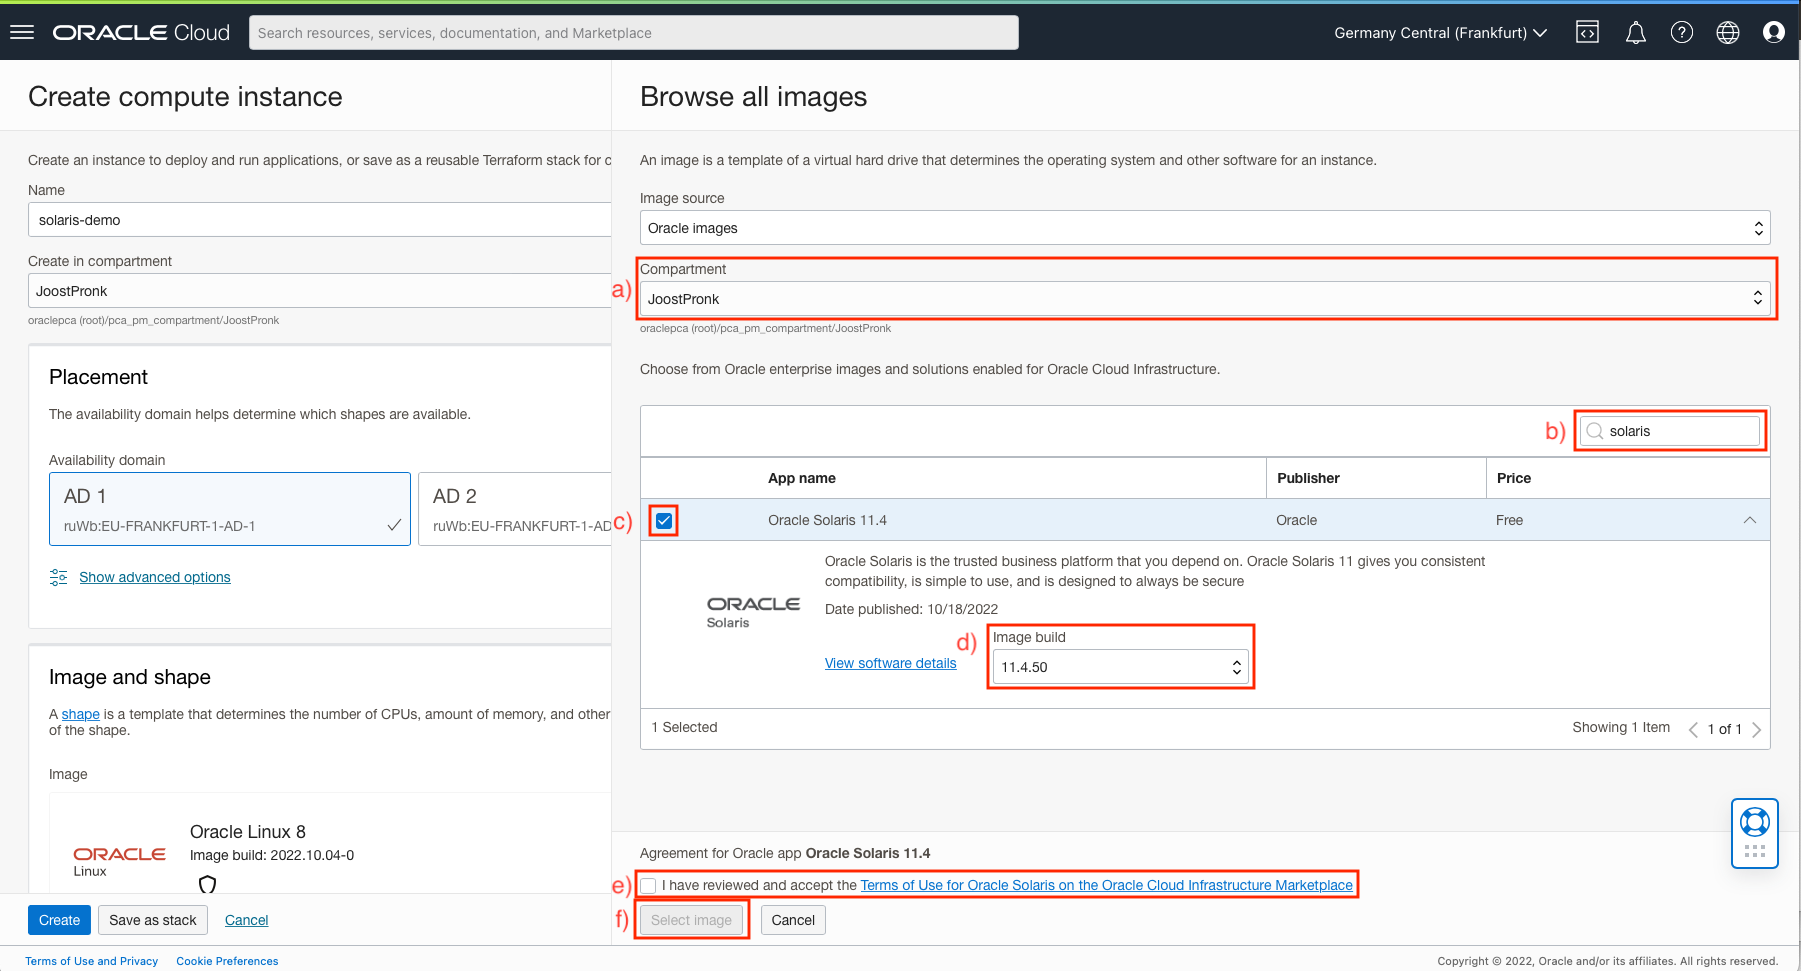 ORACLE Cloud
Search resources, services, documentation, and Marketplace
Germany Central (Frankfurt)
Create compute instance
Create an instance to deploy and run applications, or save as a reusable Terraform stack for c
Name
solaris-demo
Create in compartment
JoostPronk
oraclepca (root)/pca_pm_compartment/JoostPronk
Placement
The availability domain helps determine which shapes are available.
Availability domain
AD 1
ruWb:EU-FRANKFURT-1-AD-1
AD 2
ruWb:EU-FRANKFURT-1-AD
Show advanced options
Image and shape
A shape is a template that determines the number of CPUs, amount of memory, and other
of the shape.
Image
ORACLE
Linux
Oracle Linux 8
Image build: 2022.10.04-0
Create
Save as stack
Cancel
Browse all images
An image is a template of a virtual hard drive that determines the operating system and other software for an instance.
Image source
Oracle images
a)
Compartment
JoostPronk
oraclepca (root)/pca_pm_compartment/JoostPronk
Choose from Oracle enterprise images and solutions enabled for Oracle Cloud Infrastructure.
b) solaris
App name Publisher Price
c) Oracle Solaris 11.4 Oracle Free
Oracle Solaris is the trusted business platform that you depend on. Oracle Solaris 11 gives you consistent
compatibility, is simple to use, and is designed to always be secure
ORACLE
Solaris
Date published: 10/18/2022
d) Image build
View software details
11.4.50
1 Selected
Showing 1 Item
1 of 1
Agreement for Oracle app Oracle Solaris 11.4
e) I have reviewed and accept the Terms of Use for Oracle Solaris on the Oracle Cloud Infrastructure Marketplace
f) Select image
Cancel
Terms of Use and Privacy
Cookie Preferences
Copyright © 2022, Oracle and/or its affiliates. All rights reserved.